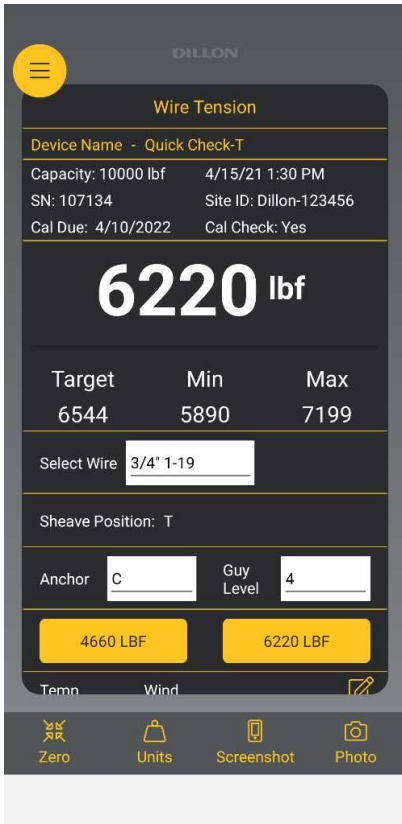 DILLON
Wire Tension
Device Name - Quick Check-T
Capacity: 10000 lbf 4/15/21 1:30 PM
SN: 107134 Site ID: Dillon-123456
Cal Due: 4/10/2022 Cal Check: Yes
6220 lbf
Target Min Max
6544 5890 7199
Select Wire 3/4" 1-19
Sheave Position: T
Anchor C Guy Level 4
4660 LBF 6220 LBF
Temp Wind
Zero Units Screenshot Photo